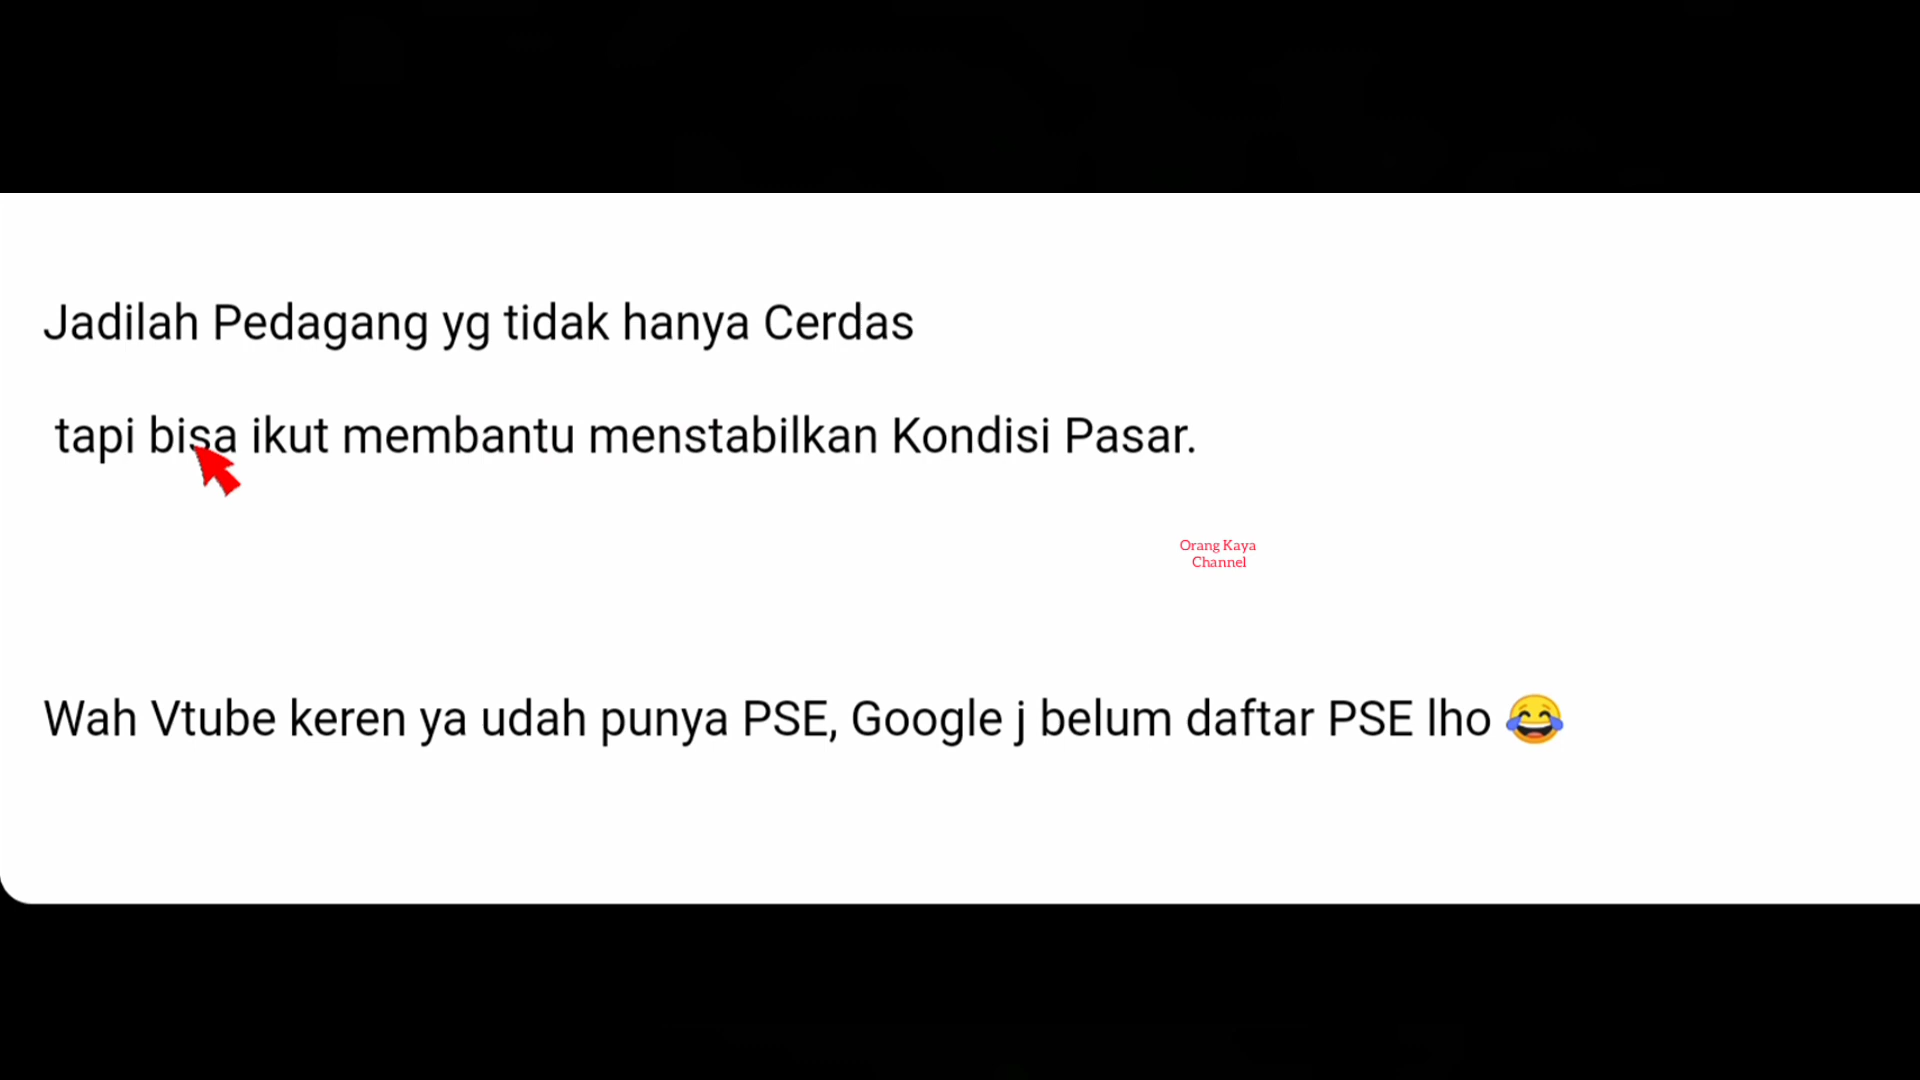 Jadilah Pedagang yg tidak hanya Cerdas
tapi bisa ikut membantu menstabilkan Kondisi Pasar.
Orang Kaya
Channel
Wah Vtube keren ya udah punya PSE, Google j belum daftar PSE lho 😂